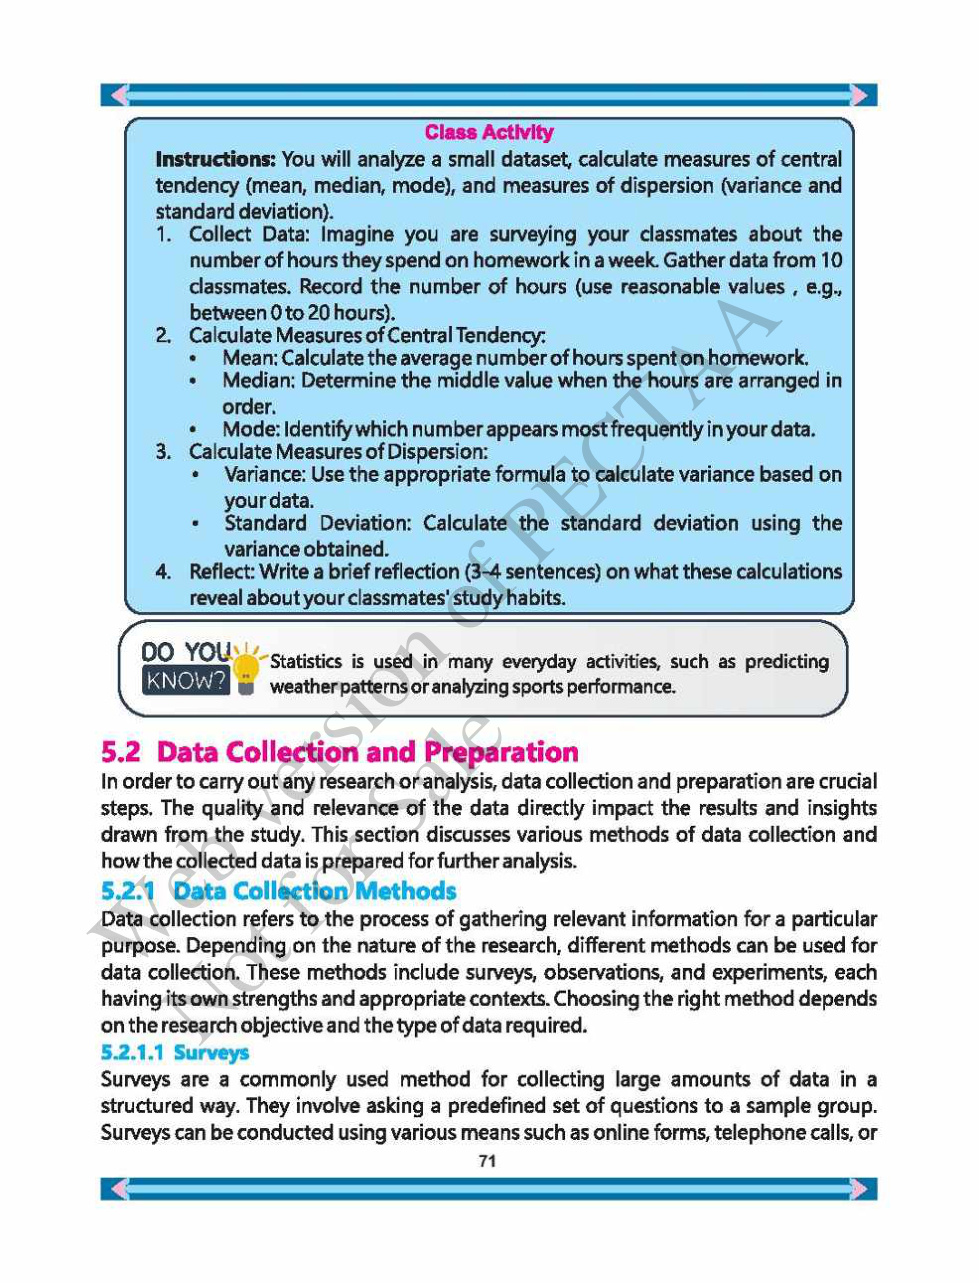 Class Activity
Instructions: You will analyze a small dataset, calculate measures of central
tendency (mean, median, mode), and measures of dispersion (variance and
standard deviation).
1. Collect Data: Imagine you are surveying your classmates about the
number of hours they spend on homework in a week. Gather data from 10
classmates. Record the number of hours (use reasonable values , e.g.,
between 0 to 20 hours).
2. Calculate Measures of Central Tendency:
• Mean: Calculate the average number of hours spent on homework.
• Median: Determine the middle value when the hours are arranged in
order.
• Mode: Identify which number appears most frequently in your data.
3. Calculate Measures of Dispersion:
• Variance: Use the appropriate formula to calculate variance based on
your data.
• Standard Deviation: Calculate the standard deviation using the
variance obtained.
4. Reflect: Write a brief reflection (3-4 sentences) on what these calculations
reveal about your classmates' study habits.
DO YOU
KNOW?
Statistics is used in many everyday activities, such as predicting
weather patterns or analyzing sports performance.
5.2 Data Collection and Preparation
In order to carry out any research or analysis, data collection and preparation are crucial
steps. The quality and relevance of the data directly impact the results and insights
drawn from the study. This section discusses various methods of data collection and
how the collected data is prepared for further analysis.
5.2.1 Data Collection Methods
Data collection refers to the process of gathering relevant information for a particular
purpose. Depending on the nature of the research, different methods can be used for
data collection. These methods include surveys, observations, and experiments, each
having its own strengths and appropriate contexts. Choosing the right method depends
on the research objective and the type of data required.
5.2.1.1 Surveys
Surveys are a commonly used method for collecting large amounts of data in a
structured way. They involve asking a predefined set of questions to a sample group.
Surveys can be conducted using various means such as online forms, telephone calls, or
71
Web Version of PECTAA
Not for Sale